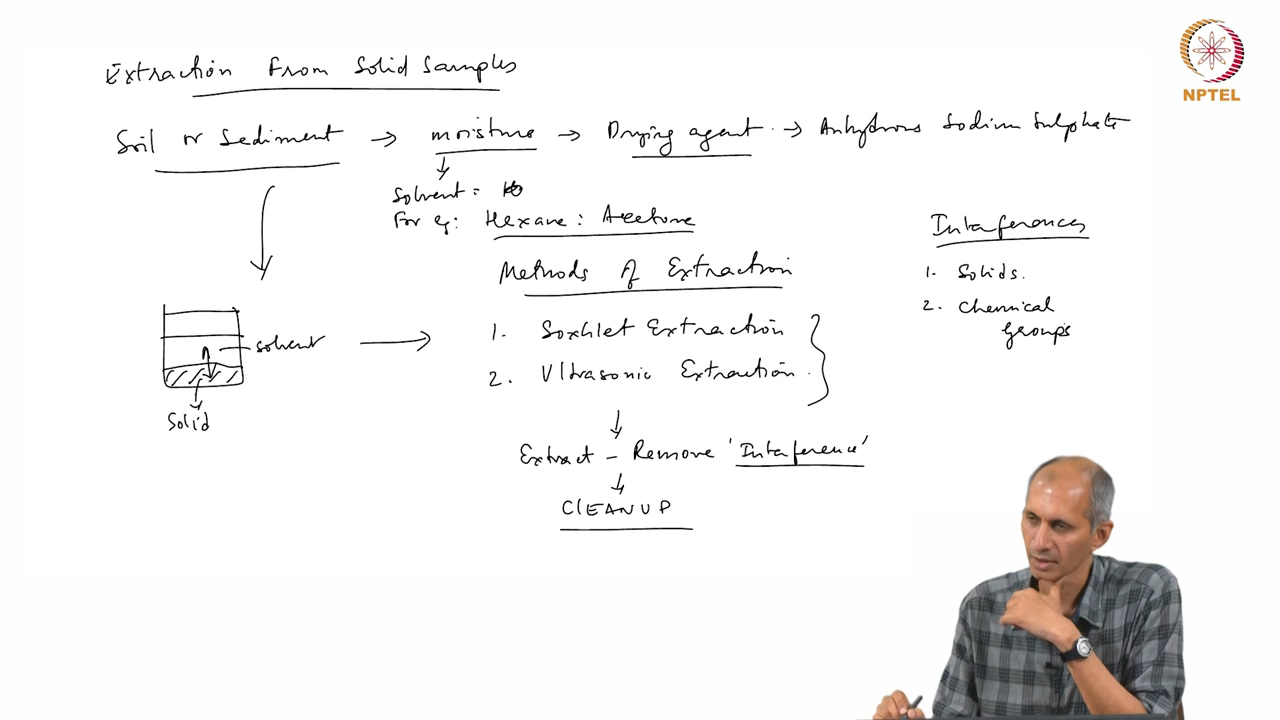 Extraction From Solid Samples
NPTEL
Soil or Sediment → moisture → Drying agent → Anhydrous Sodium Sulphate
Solvent =
For eg: Hexane : Acetone
Methods of Extraction
1. Soxhlet Extraction
2. Ultrasonic Extraction
solvent
Solid
Extract - Remove 'Interference'
CLEANUP
Interferences
1. Solids.
2. Chemical
Groups